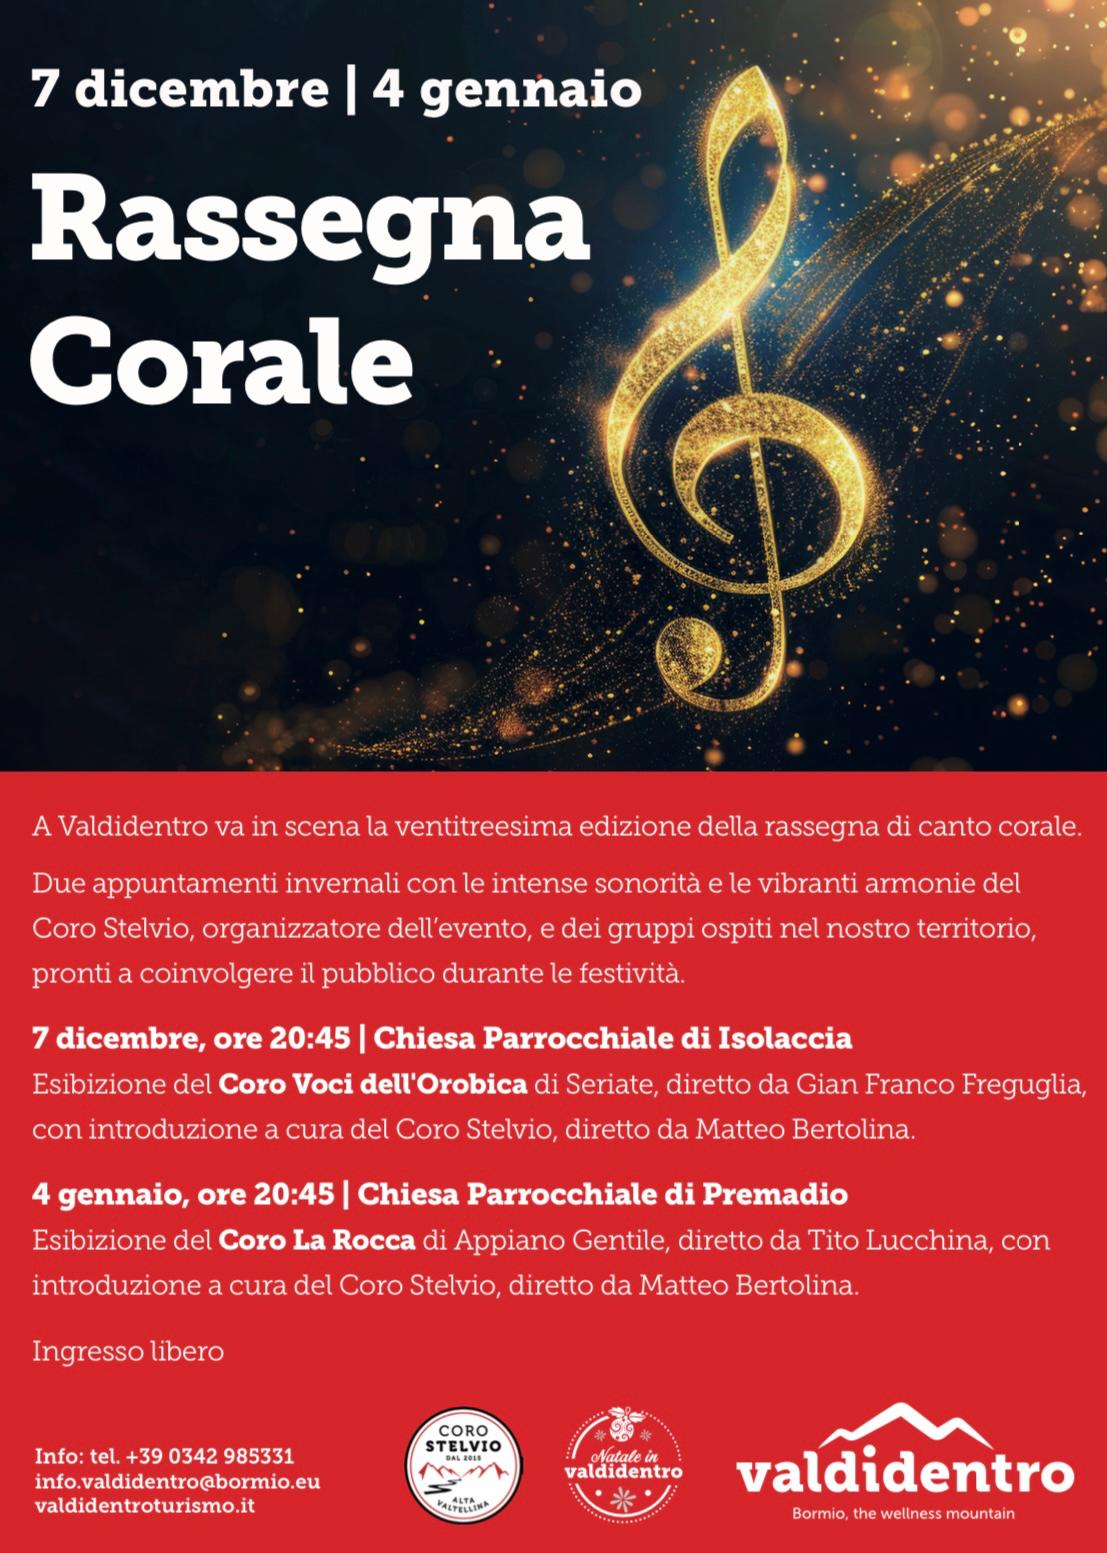 7 dicembre | 4 gennaio
Rassegna
Corale
A Valdidentro va in scena la ventitreesima edizione della rassegna di canto corale.
Due appuntamenti invernali con le intense sonorità e le vibranti armonie del
Coro Stelvio, organizzatore dell'evento, e dei gruppi ospiti nel nostro territorio,
pronti a coinvolgere il pubblico durante le festività.
7 dicembre, ore 20:45 | Chiesa Parrocchiale di Isolaccia
Esibizione del Coro Voci dell'Orobica di Seriate, diretto da Gian Franco Freguglia,
con introduzione a cura del Coro Stelvio, diretto da Matteo Bertolina.
4 gennaio, ore 20:45 | Chiesa Parrocchiale di Premadio
Esibizione del Coro La Rocca di Appiano Gentile, diretto da Tito Lucchina, con
introduzione a cura del Coro Stelvio, diretto da Matteo Bertolina.
Ingresso libero
Info: tel. +39 0342 985331
info.valdidentro@bormio.eu
valdidentroturismo.it
CORO
STELVIO
DAL 2015
ALTA
VALTELLINA
Natale in
valdidentro
valdidentro
Bormio, the wellness mountain